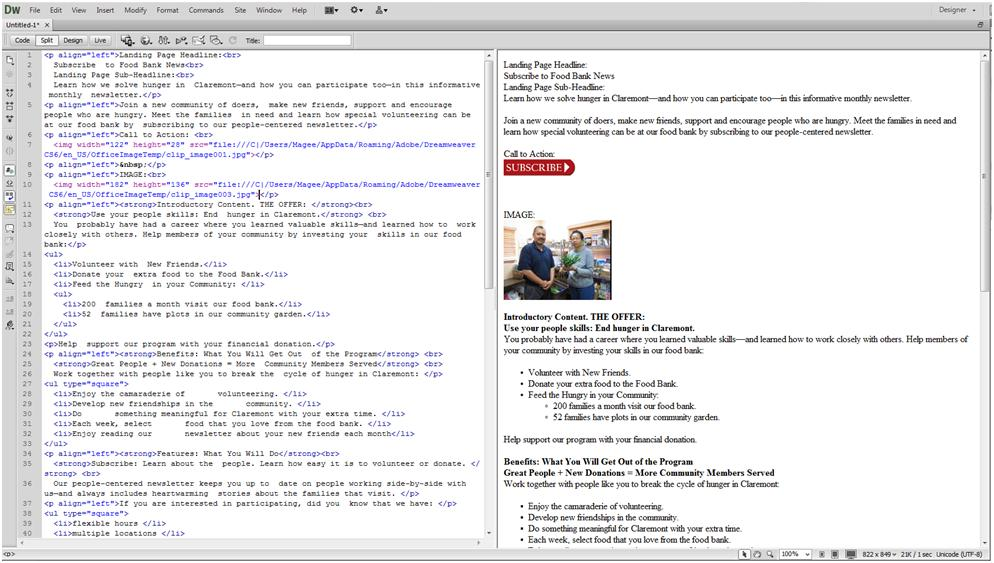 Dw File Edit View Insert Modify Format Commands Site Window Help Designer
Untitled-1* ×
Code Split Design Live Title:
1 <p align="left">Landing Page Headline:<br>
2 Subscribe to Food Bank News<br>
3 Landing Page Sub-Headline:<br>
4 Learn how we solve hunger in Claremont—and how you can participate too—in this informative
monthly newsletter.</p>
5 <p align="left">Join a new community of doers, make new friends, support and encourage
people who are hungry. Meet the families in need and learn how special volunteering can be
at our food bank by subscribing to our people-centered newsletter.</p>
6 <p align="left">Call to Action: <br>
7 <img width="122" height="28" src="file:///C|/Users/Magee/AppData/Roaming/Adobe/Dreamweaver
CS6/en_US/OfficeImageTemp/clip_image001.jpg"></p>
8 <p align="left">&nbsp;</p>
9 <p align="left">IMAGE:<br>
10 <img width="182" height="136" src="file:///C|/Users/Magee/AppData/Roaming/Adobe/Dreamweaver
CS6/en_US/OfficeImageTemp/clip_image003.jpg"></p>
11 <p align="left"><strong>Introductory Content. THE OFFER: </strong><br>
12 <strong>Use your people skills: End hunger in Claremont.</strong> <br>
13 You probably have had a career where you learned valuable skills—and learned how to work
closely with others. Help members of your community by investing your skills in our food
bank:</p>
14 <ul>
15 <li>Volunteer with New Friends.</li>
16 <li>Donate your extra food to the Food Bank.</li>
17 <li>Feed the Hungry in your Community:
18 <ul>
19 <li>200 families a month visit our food bank.</li>
20 <li>52 families have plots in our community garden.</li>
21 </ul>
22 </ul>
23 <p>Help support our program with your financial donation.</p>
24 <p align="left"><strong>Benefits: What You Will Get Out of the Program</strong> <br>
25 <strong>Great People + New Donations = More Community Members Served</strong> <br>
26 Work together with people like you to break the cycle of hunger in Claremont: </p>
27 <ul type="square">
28 <li>Enjoy the camaraderie of volunteering. </li>
29 <li>Develop new friendships in the community. </li>
30 <li>Do something meaningful for Claremont with your extra time. </li>
31 <li>Each week, select food that you love from the food bank. </li>
32 <li>Enjoy reading our newsletter about your new friends each month</li>
33 </ul>
34 <p align="left"><strong>Features: What You Will Do</strong><br>
35 <strong>Subscribe: Learn about the people. Learn how easy it is to volunteer or donate. </
strong> <br>
36 Our people-centered newsletter keeps you up to date on people working side-by-side with
us—and always includes heartwarming stories about the families that visit. </p>
37 <p align="left">If you are interested in participating, did you know that we have: </p>
38 <ul type="square">
39 <li>flexible hours </li>
40 <li>multiple locations </li>
Landing Page Headline:
Subscribe to Food Bank News
Landing Page Sub-Headline:
Learn how we solve hunger in Claremont—and how you can participate too—in this informative monthly newsletter.
Join a new community of doers, make new friends, support and encourage people who are hungry. Meet the families in need and
learn how special volunteering can be at our food bank by subscribing to our people-centered newsletter.
Call to Action:
SUBSCRIBE
IMAGE:
Introductory Content. THE OFFER:
Use your people skills: End hunger in Claremont.
You probably have had a career where you learned valuable skills—and learned how to work closely with others. Help members of
your community by investing your skills in our food bank:
• Volunteer with New Friends.
• Donate your extra food to the Food Bank.
• Feed the Hungry in your Community:
200 families a month visit our food bank.
52 families have plots in our community garden.
Help support our program with your financial donation.
Benefits: What You Will Get Out of the Program
Great People + New Donations = More Community Members Served
Work together with people like you to break the cycle of hunger in Claremont:
• Enjoy the camaraderie of volunteering.
• Develop new friendships in the community.
• Do something meaningful for Claremont with your extra time.
• Each week, select food that you love from the food bank.
<p> 100% 822 x 849 21K / 1 sec Unicode (UTF-8)